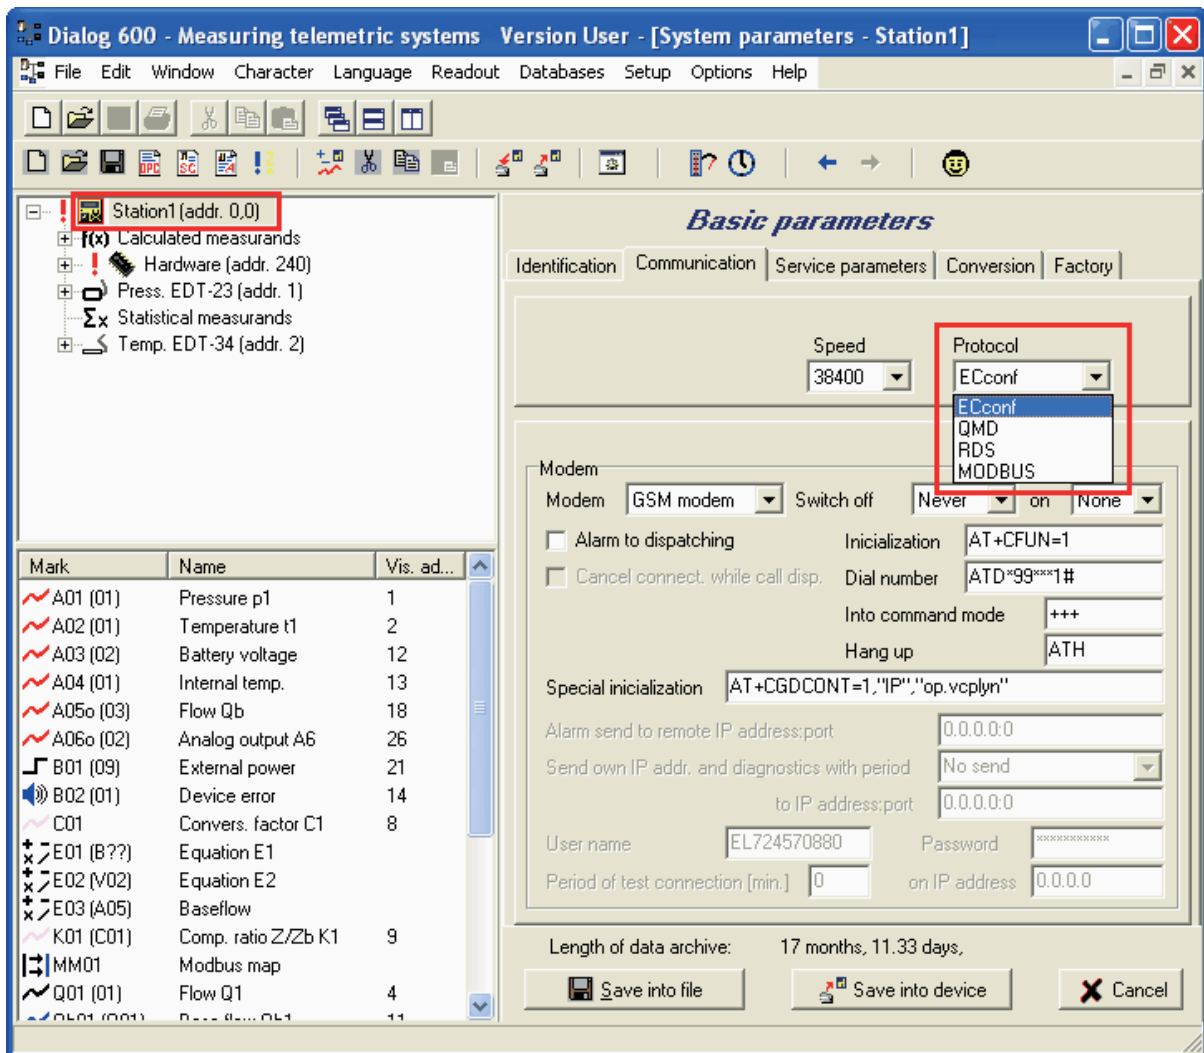 Dialog 600 - Measuring telemetric systems Version User - [System parameters - Station1]
File Edit Window Character Language Readout Databases Setup Options Help
Station1 (addr. 0,0)
f(x) Calculated measurands
Hardware (addr. 240)
Press. EDT-23 (addr. 1)
Σx Statistical measurands
Temp. EDT-34 (addr. 2)
Basic parameters
Identification Communication Service parameters Conversion Factory
Speed Protocol
38400 ECconf
ECconf
QMD
RDS
MODBUS
Modem
Modem GSM modem Switch off Never on None
Alarm to dispatching Inicialization AT+CFUN=1
Cancel connect. while call disp. Dial number ATD*99***1#
Into command mode +++
Hang up ATH
Special inicialization AT+CGDCONT=1,"IP","op.vcplyn"
Alarm send to remote IP address:port 0.0.0.0:0
Send own IP addr. and diagnostics with period No send
to IP address:port 0.0.0.0:0
User name EL724570880 Password ***********
Period of test connection [min.] 0 on IP address 0.0.0.0
Length of data archive: 17 months, 11.33 days,
Save into file Save into device Cancel
Mark Name Vis. ad...
A01 (01) Pressure p1 1
A02 (01) Temperature t1 2
A03 (02) Battery voltage 12
A04 (01) Internal temp. 13
A05o (03) Flow Qb 18
A06o (02) Analog output A6 26
B01 (09) External power 21
B02 (01) Device error 14
C01 Convers. factor C1 8
E01 (B??) Equation E1
E02 (V02) Equation E2
E03 (A05) Baseflow
K01 (C01) Comp. ratio Z/Zb K1 9
MM01 Modbus map
Q01 (01) Flow Q1 4